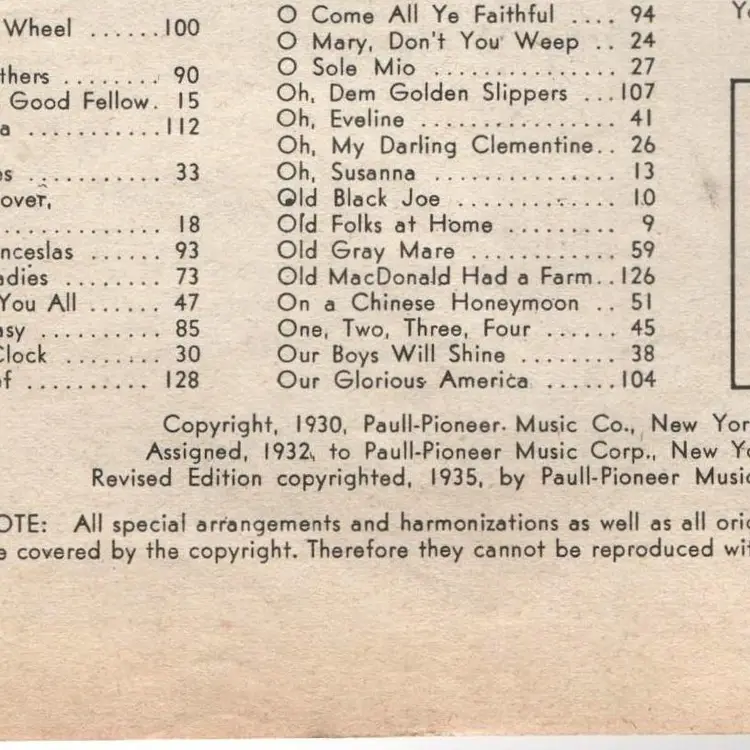 Wheel ......100
thers ........ 90
Good Fellow. 15
a ...........112
es ........... 33
over,
............. 18
nceslas ...... 93
adies ........ 73
You All ...... 47
asy .......... 85
Clock ........ 30
of .......... 128
O Come All Ye Faithful .... 94
O Mary, Don't You Weep .. 24
O Sole Mio .............. 27
Oh, Dem Golden Slippers ...107
Oh, Eveline ................ 41
Oh, My Darling Clementine.. 26
Oh, Susanna .............. 13
Old Black Joe ............ 10
Old Folks at Home ......... 9
Old Gray Mare ............ 59
Old MacDonald Had a Farm..126
On a Chinese Honeymoon .. 51
One, Two, Three, Four ...... 45
Our Boys Will Shine ........ 38
Our Glorious America ......104
Copyright, 1930, Paull-Pioneer Music Co., New Yor
Assigned, 1932, to Paull-Pioneer Music Corp., New Yo
Revised Edition copyrighted, 1935, by Paull-Pioneer Music
OTE: All special arrangements and harmonizations as well as all orig
e covered by the copyright. Therefore they cannot be reproduced wit